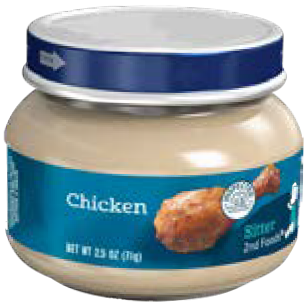 Chicken
Sitter
2nd Foods®
NET WT 2.5 OZ (71g)